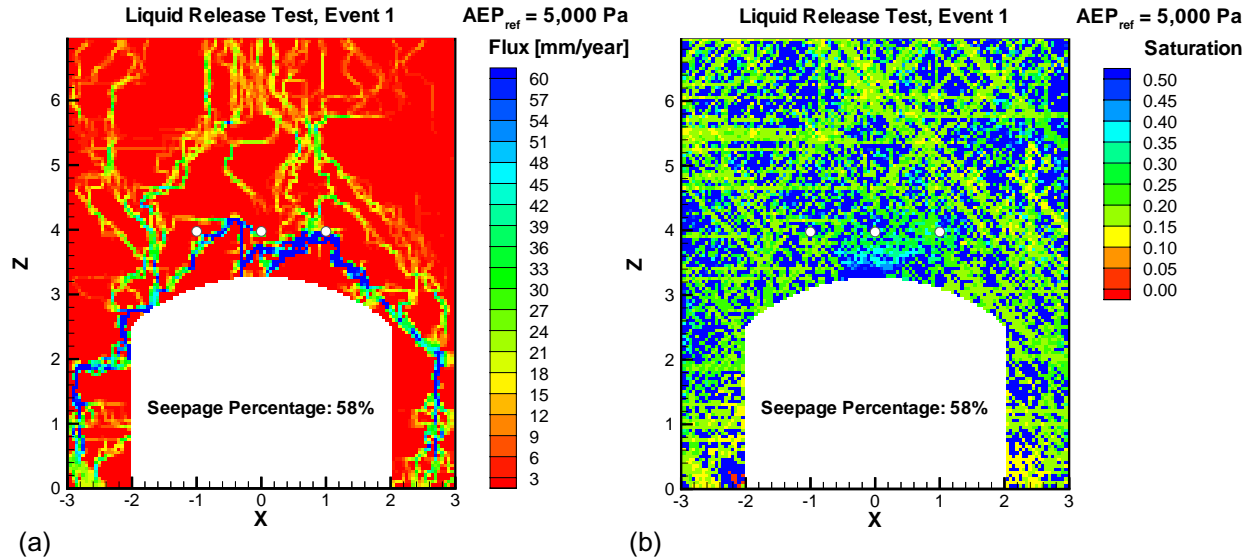 Liquid Release Test, Event 1
AEPref = 5,000 Pa
Flux [mm/year]
60
57
54
51
48
45
42
39
36
33
30
27
24
21
18
15
12
9
6
3
Z
6
5
4
3
2
1
0
Seepage Percentage: 58%
-3 -2 -1 0 1 2 3
X
(a)
Liquid Release Test, Event 1
AEPref = 5,000 Pa
Saturation
0.50
0.45
0.40
0.35
0.30
0.25
0.20
0.15
0.10
0.05
0.00
Z
6
5
4
3
2
1
0
Seepage Percentage: 58%
-3 -2 -1 0 1 2 3
X
(b)